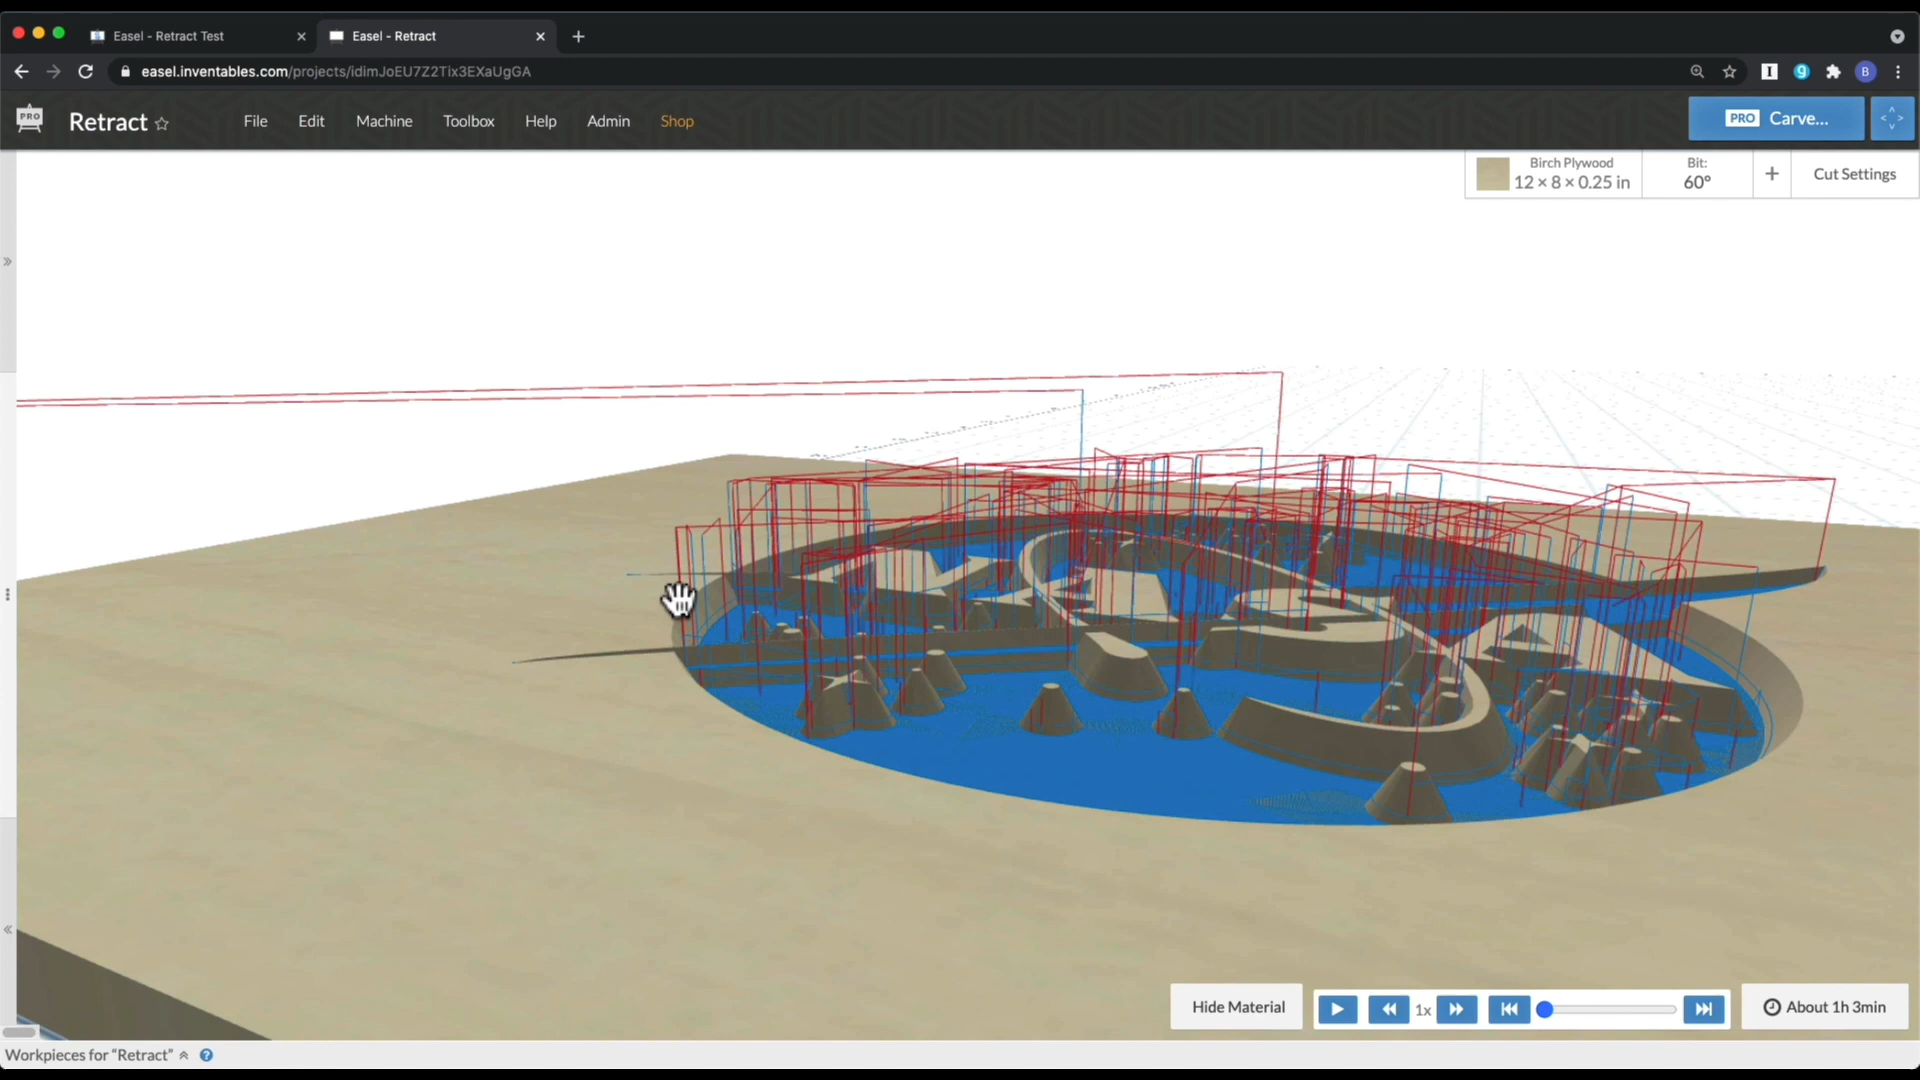 Easel - Retract Test
Easel - Retract
easel.inventables.com/projects/idimJoEU7Z2Tix3EXaUgGA
B
PRO
Retract
File
Edit
Machine
Toolbox
Help
Admin
Shop
PRO Carve...
Birch Plywood
12 × 8 × 0.25 in
Bit:
60°
+
Cut Settings
Hide Material
1x
About 1h 3min
Workpieces for “Retract”
?